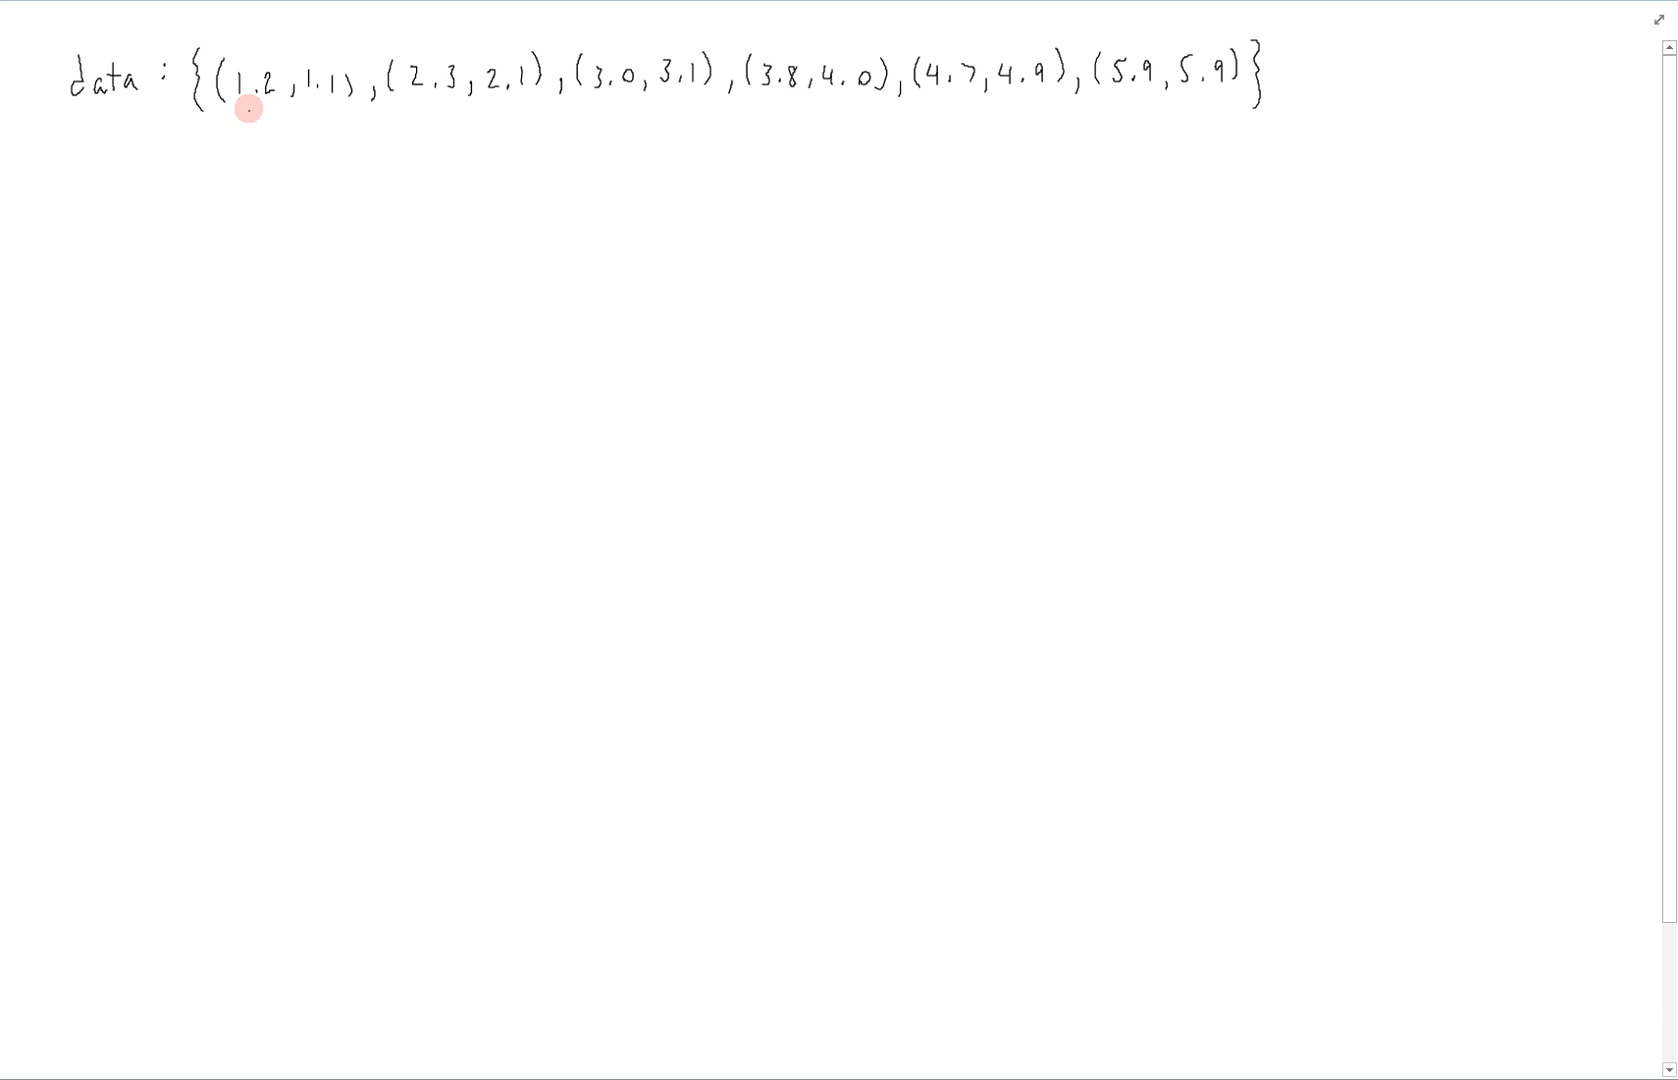 data : {(1.2, 1.1), (2.3, 2.1), (3.0, 3.1), (3.8, 4.0), (4.7, 4.9), (5.9, 5.9)}